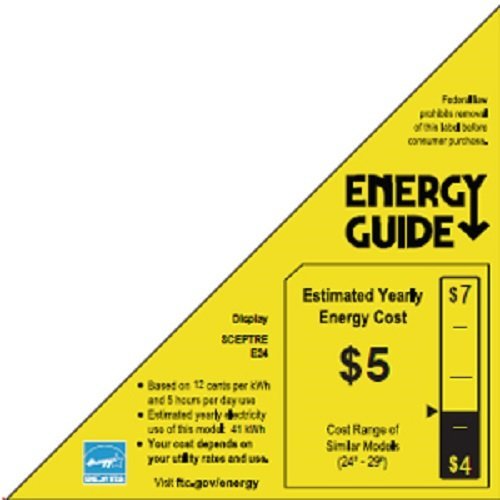 Federal law
prohibits removal
of this label before
consumer purchase.
ENERGY
GUIDE
Display
SCEPTRE
E24
• Based on 12 cents per kWh
and 5 hours per day use
• Estimated yearly electricity
use of this model: 41 kWh
• Your cost depends on
your utility rates and use.
Visit ftc.gov/energy
Estimated Yearly
Energy Cost
$5
Cost Range of
Similar Models
(24" - 29")
$7
$4
ENERGY STAR